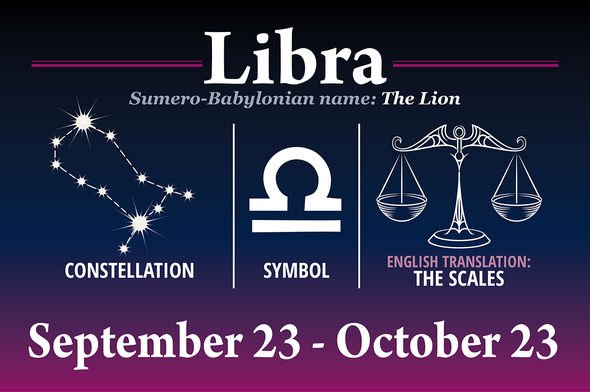 Libra
Sumero-Babylonian name: The Lion
CONSTELLATION
SYMBOL
ENGLISH TRANSLATION:
THE SCALES
September 23 - October 23